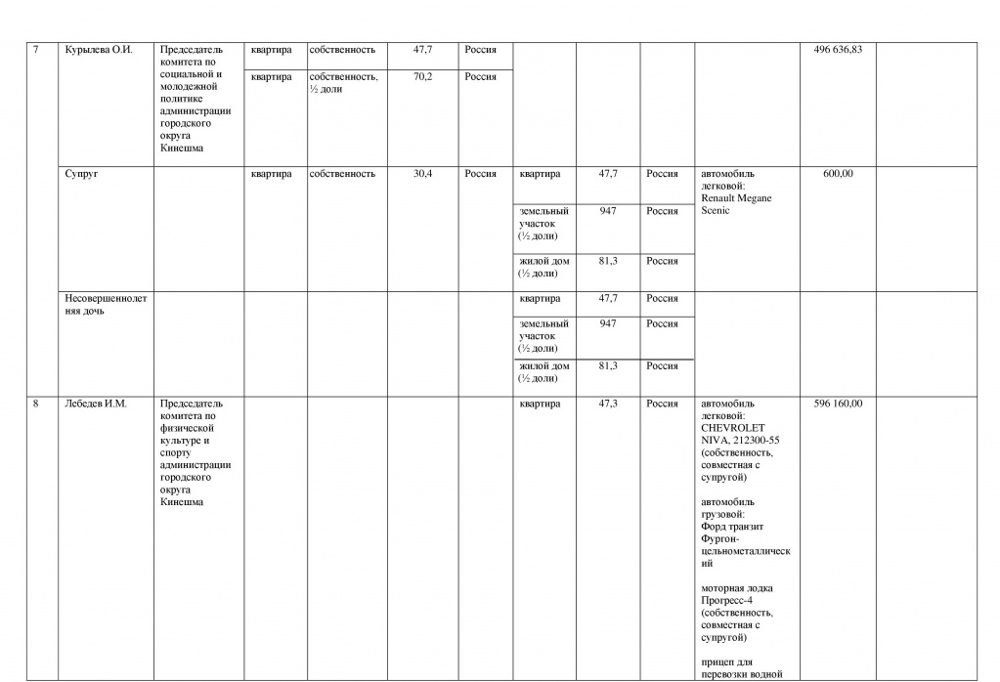 7
Курылева О.И.
Председатель
комитета по
социальной и
молодежной
политике
администрации
городского
округа
Кинешма
квартира
собственность
47,7
Россия
квартира
собственность,
½ доли
70,2
Россия
496 636,83
Супруг
квартира
собственность
30,4
Россия
квартира
47,7
Россия
земельный
участок
(½ доли)
947
Россия
жилой дом
(½ доли)
81,3
Россия
автомобиль
легковой:
Renault Megane
Scenic
600,00
Несовершеннолет
няя дочь
квартира
47,7
Россия
земельный
участок
(½ доли)
947
Россия
жилой дом
(½ доли)
81,3
Россия
8
Лебедев И.М.
Председатель
комитета по
физической
культуре и
спорту
администрации
городского
округа
Кинешма
квартира
47,3
Россия
автомобиль
легковой:
CHEVROLET
NIVA, 212300-55
(собственность,
совместная с
супругой)
автомобиль
грузовой:
Форд транзит
Фургон-
цельнометаллическ
ий
моторная лодка
Прогресс-4
(собственность,
совместная с
супругой)
прицеп для
перевозки водной
596 160,00